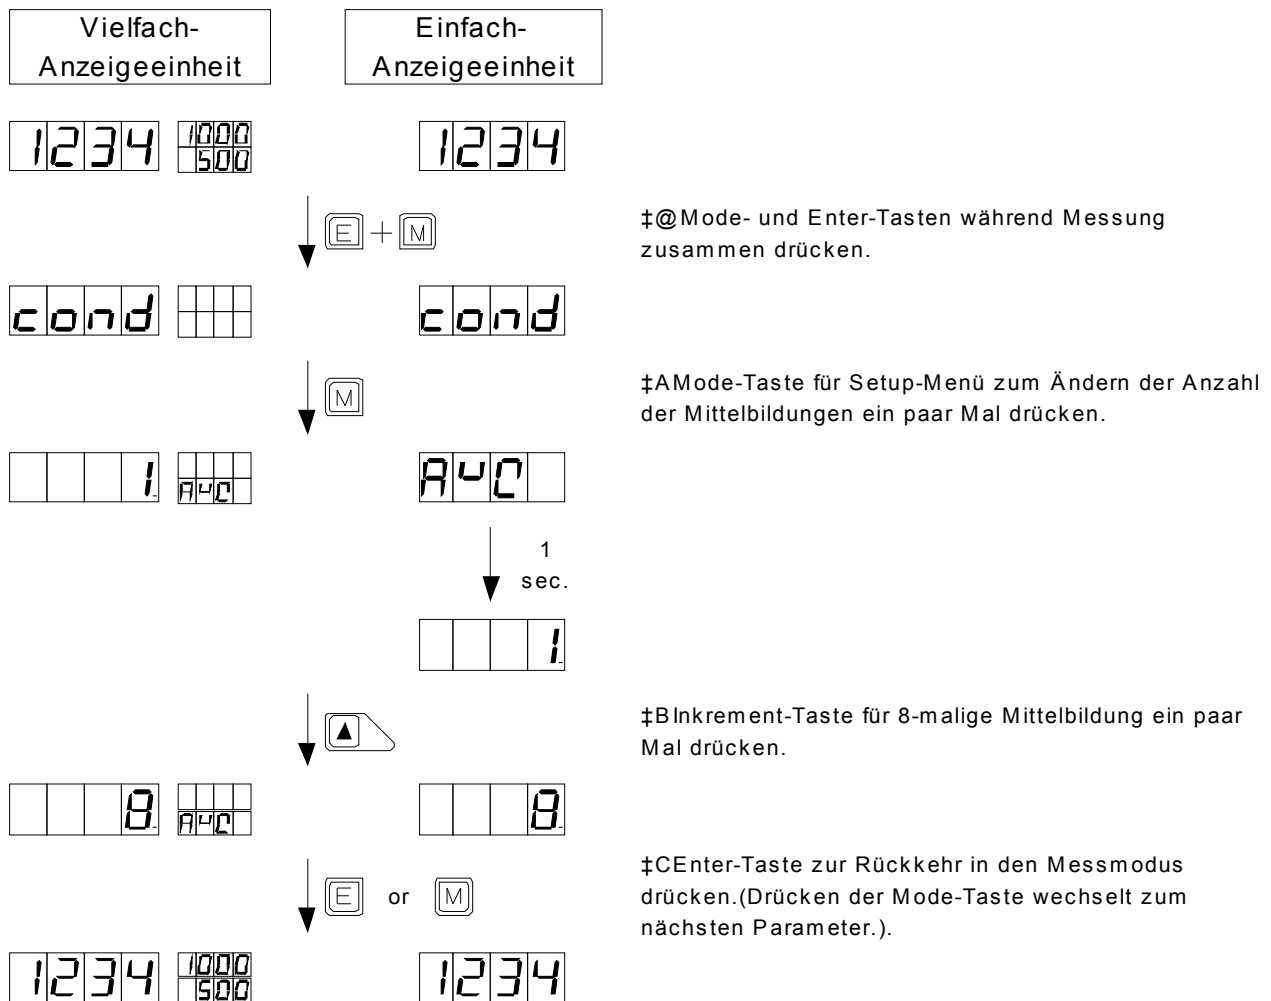 Vielfach-
Anzeigeeinheit
Einfach-
Anzeigeeinheit
1234 1000 1234
500
E + M
‡@Mode- und Enter-Tasten während Messung
zusammen drücken.
cond cond
M
‡AMode-Taste für Setup-Menü zum Ändern der Anzahl
der Mittelbildungen ein paar Mal drücken.
1 AuC AuC
1
sec.
1
‡BInkrement-Taste für 8-malige Mittelbildung ein paar
Mal drücken.
8 AuC 8
E or M
‡CEnter-Taste zur Rückkehr in den Messmodus
drücken.(Drücken der Mode-Taste wechselt zum
nächsten Parameter.).
1234 1000 1234
500